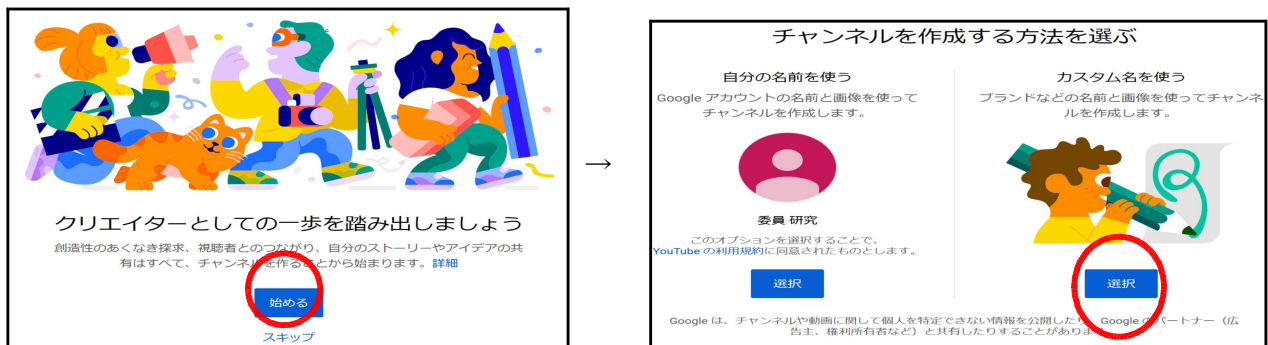 クリエイターとしての一歩を踏み出しましょう
創造性のあくなき探求、視聴者とのつながり、自分のストーリーやアイデアの共
有はすべて、チャンネルを作ることから始まります。詳細
始める
スキップ
→
チャンネルを作成する方法を選ぶ
自分の名前を使う
Google アカウントの名前と画像を使って
チャンネルを作成します。
委員 研究
このオプションを選択することで、
YouTube の利用規約に同意されたものとします。
選択
カスタム名を使う
ブランドなどの名前と画像を使ってチャンネ
ルを作成します。
選択
Google は、チャンネルや動画に関して個人を特定できない情報を公開したり、Google のパートナー（広
告主、権利所有者など）と共有したりすることがあります